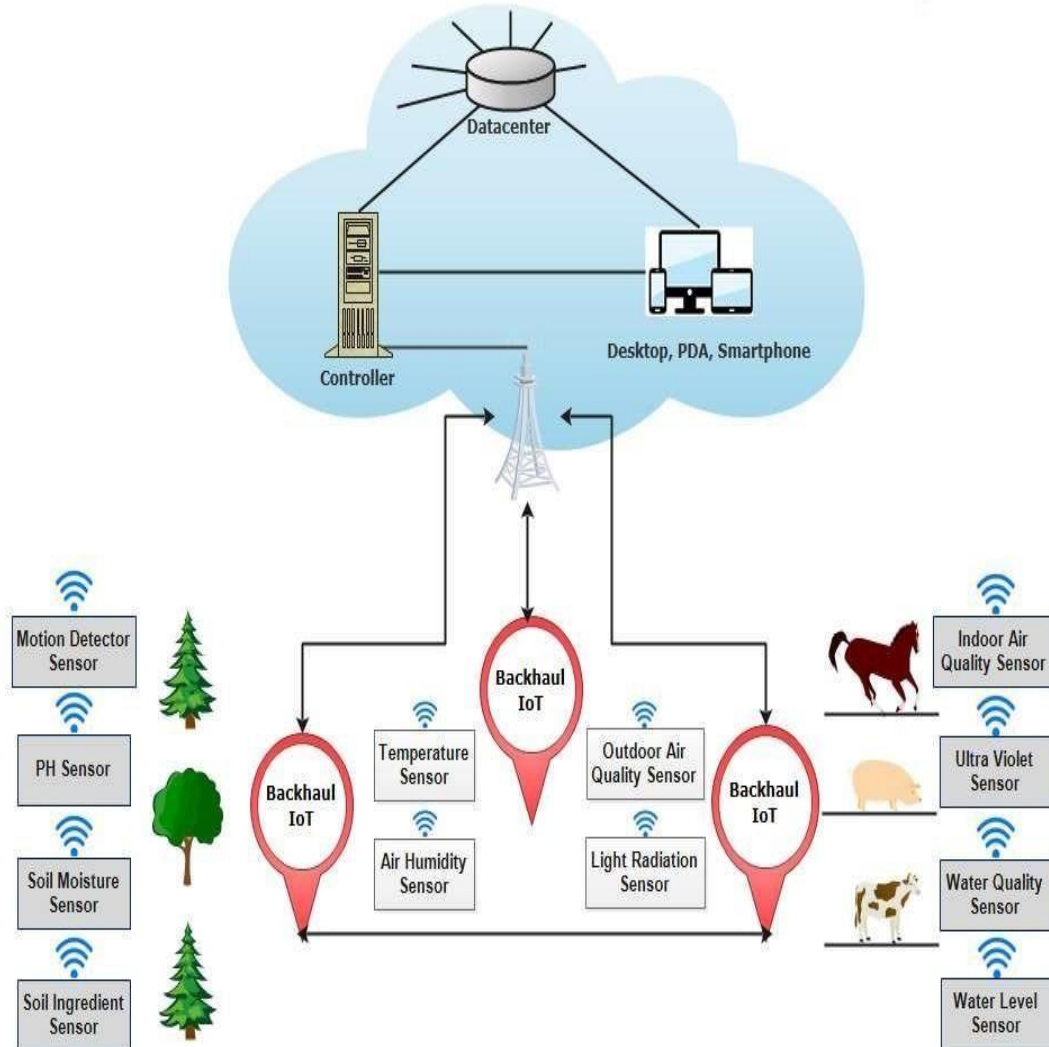 Datacenter
Controller
Desktop, PDA, Smartphone
Motion Detector
Sensor
PH Sensor
Soil Moisture
Sensor
Soil Ingredient
Sensor
Backhaul
IoT
Temperature
Sensor
Air Humidity
Sensor
Backhaul
IoT
Outdoor Air
Quality Sensor
Light Radiation
Sensor
Backhaul
IoT
Indoor Air
Quality Sensor
Ultra Violet
Sensor
Water Quality
Sensor
Water Level
Sensor